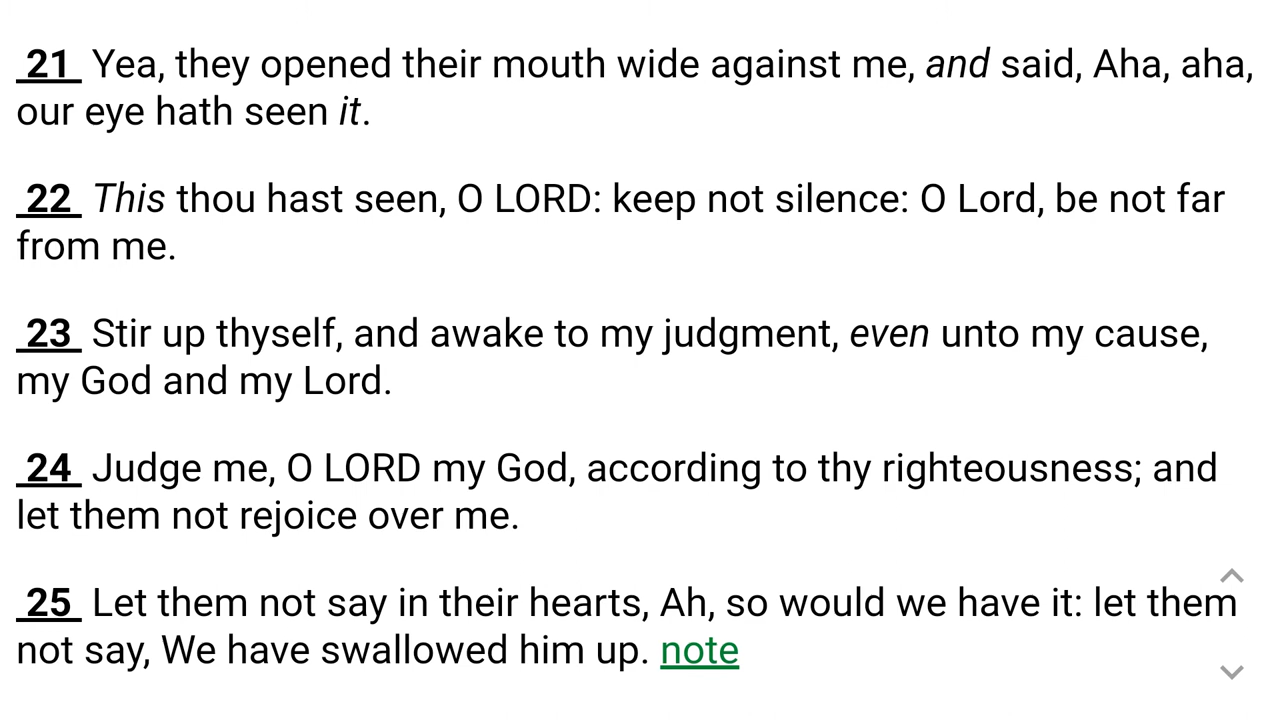 21 Yea, they opened their mouth wide against me, and said, Aha, aha,
our eye hath seen it.
22 This thou hast seen, O LORD: keep not silence: O Lord, be not far
from me.
23 Stir up thyself, and awake to my judgment, even unto my cause,
my God and my Lord.
24 Judge me, O LORD my God, according to thy righteousness; and
let them not rejoice over me.
25 Let them not say in their hearts, Ah, so would we have it: let them
not say, We have swallowed him up. note